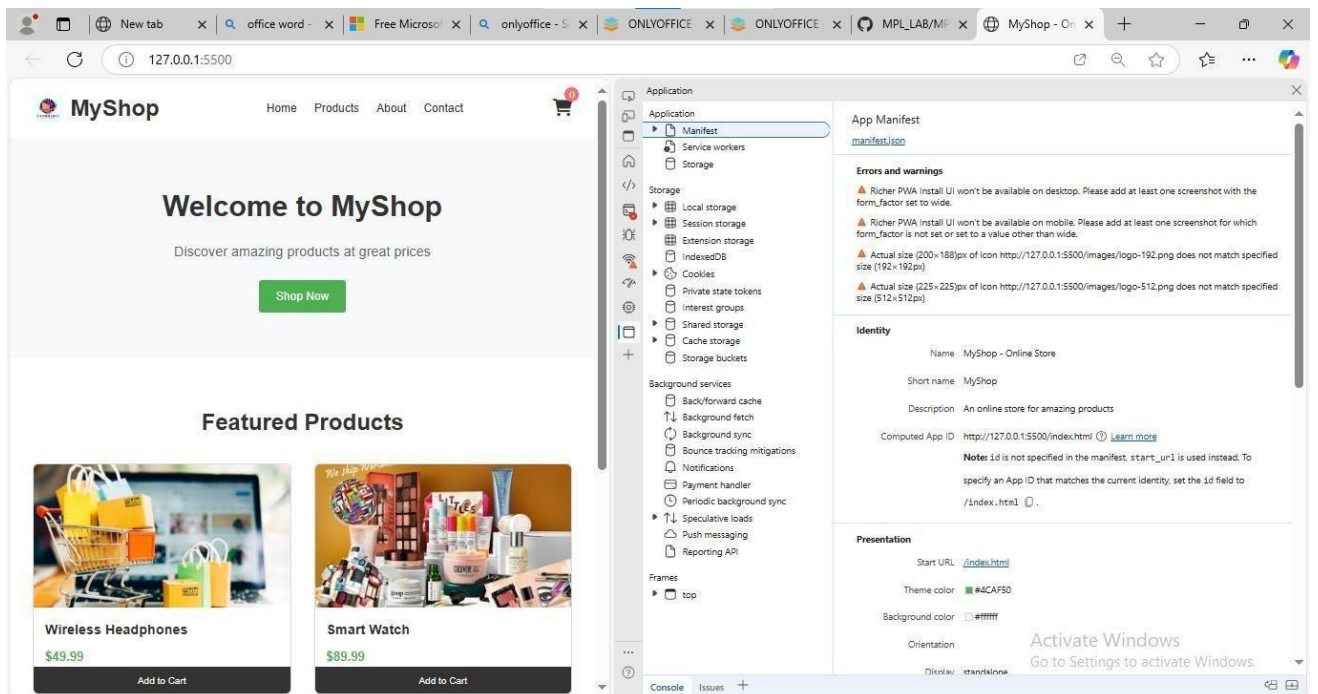 New tab
office word -
Free Microsof
onlyoffice - S
ONLYOFFICE
ONLYOFFICE
MPL_LAB/MP
MyShop - On
127.0.0.1:5500
MyShop
Home Products About Contact
0
Welcome to MyShop
Discover amazing products at great prices
Shop Now
Featured Products
Wireless Headphones
$49.99
Add to Cart
We ship
LITTLES
Smart Watch
$89.99
Add to Cart
Application
Application
Manifest
Service workers
Storage
Storage
Local storage
Session storage
Extension storage
IndexedDB
Cookies
Private state tokens
Interest groups
Shared storage
Cache storage
Storage buckets
Background services
Back/forward cache
Background fetch
Background sync
Bounce tracking mitigations
Notifications
Payment handler
Periodic background sync
Speculative loads
Push messaging
Reporting API
Frames
top
App Manifest
manifest.json
Errors and warnings
Richer PWA Install UI won't be available on desktop. Please add at least one screenshot with the
form_factor set to wide.
Richer PWA Install UI won't be available on mobile. Please add at least one screenshot for which
form_factor is not set or set to a value other than wide.
Actual size (200×188)px of Icon http://127.0.0.1:5500/images/logo-192.png does not match specified
size (192×192px)
Actual size (225×225)px of Icon http://127.0.0.1:5500/images/logo-512.png does not match specified
size (512×512px)
Identity
Name MyShop - Online Store
Short name MyShop
Description An online store for amazing products
Computed App ID http://127.0.0.1:5500/index.html Learn more
Note: id is not specified in the manifest, start_url is used instead. To
specify an App ID that matches the current identity, set the id field to
/index.html .
Presentation
Start URL /index.html
Theme color #4CAF50
Background color #ffffff
Orientation
Display standalone
Activate Windows
Go to Settings to activate Windows.
Console Issues